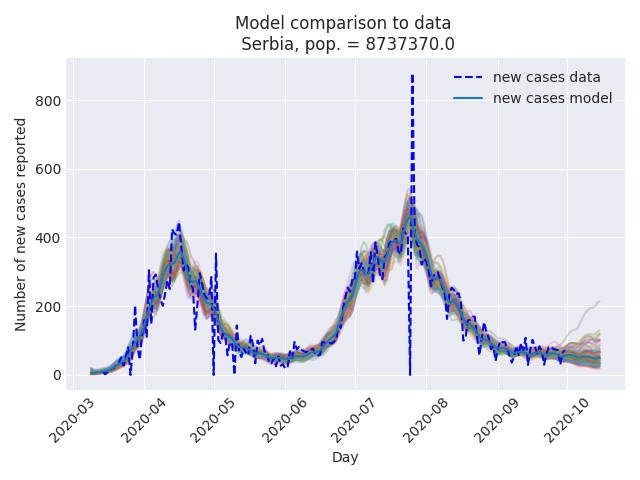 Model comparison to data
Serbia, pop. = 8737370.0
new cases data
new cases model
Number of new cases reported
800
600
400
200
0
2020-03
2020-04
2020-05
2020-06
2020-07
2020-08
2020-09
2020-10
Day